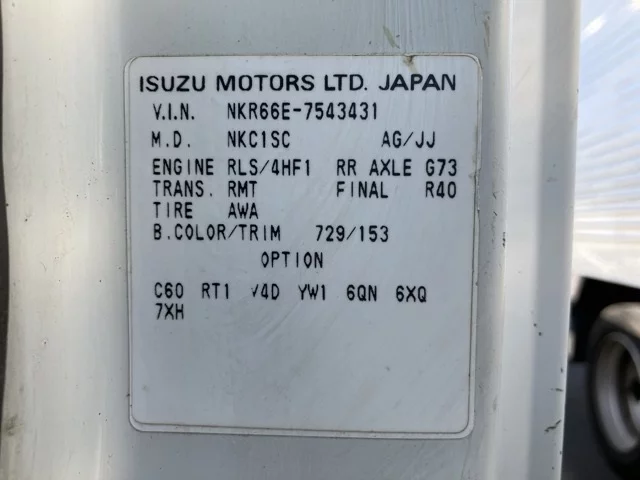 ISUZU MOTORS LTD. JAPAN
V.I.N. NKR66E-7543431
M.D. NKC1SC AG/JJ
ENGINE RLS/4HF1 RR AXLE G73
TRANS. RMT FINAL R40
TIRE AWA
B.COLOR/TRIM 729/153
OPTION
C60 RT1 V4D YW1 6QN 6XQ
7XH